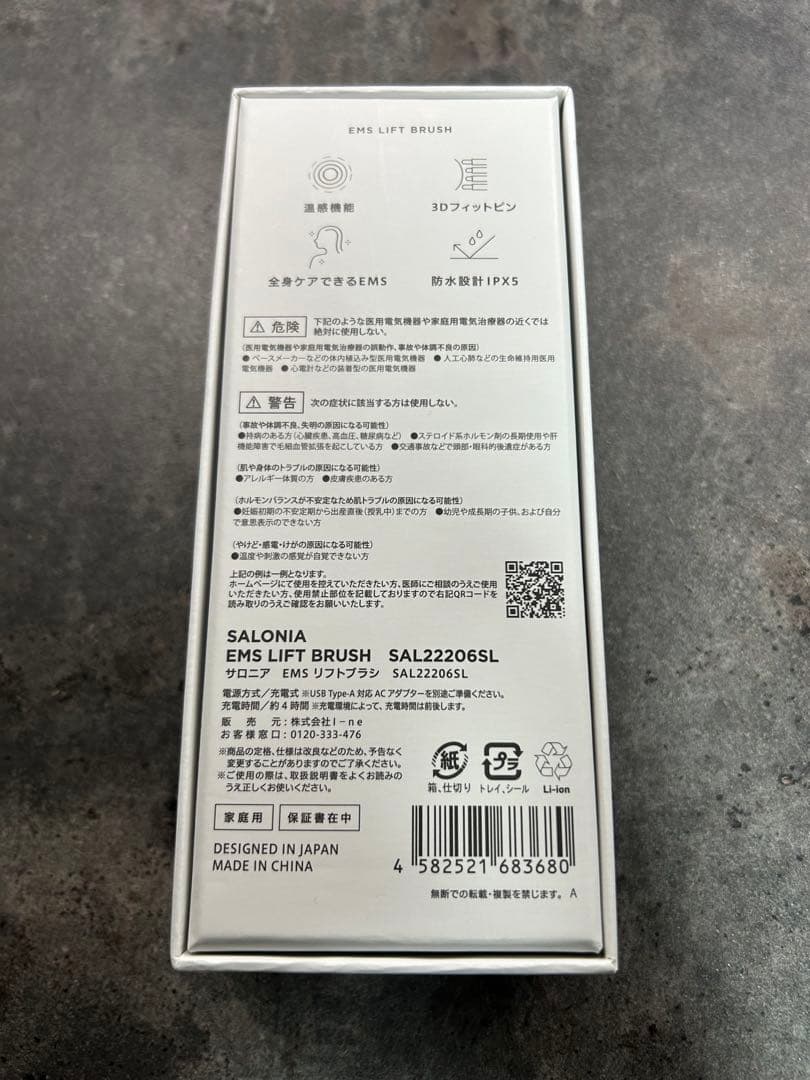 EMS LIFT BRUSH
温感機能
3Dフィットピン
全身ケアできるEMS
防水設計IPX5
⚠ 危険 下記のような医用電気機器や家庭用電気治療器の近くでは
絶対に使用しない。
(医用電気機器や家庭用電気治療器の誤動作、事故や体調不良の原因)
●ペースメーカーなどの体内植込み型医用電気機器 ●人工心肺などの生命維持用医用
電気機器 ●心電計などの装着型の医用電気機器
⚠ 警告 次の症状に該当する方は使用しない。
(事故や体調不良、失明の原因になる可能性)
●持病のある方(心臓疾患、高血圧、糖尿病など) ●ステロイド系ホルモン剤の長期使用や肝
機能障害で毛細血管拡張を起こしている方 ●交通事故などで頭部・眼科的後遺症がある方
(肌や身体のトラブルの原因になる可能性)
●アレルギー体質の方 ●皮膚疾患のある方
(ホルモンバランスが不安定なため肌トラブルの原因になる可能性)
●妊娠初期の不安定期から出産直後(授乳中)までの方 ●幼児や成長期の子供、および自分
で意思表示のできない方
(やけど・感電・けがの原因になる可能性)
●温度や刺激の感覚が自覚できない方
上記の例は一例となります。
ホームページにて使用を控えていただきたい方、医師にご相談のうえご使用
いただきたい方、使用禁止部位を記載しておりますので右記QRコードを
読み取りのうえご確認をお願いいたします。
SALONIA
EMS LIFT BRUSH SAL22206SL
サロニア EMS リフトブラシ SAL22206SL
電源方式/充電式 ※USB Type-A 対応 AC アダプターを別途ご準備ください。
充電時間/約4時間 ※充電環境によって、充電時間は前後します。
販売元:株式会社I-ne
お客様窓口:0120-333-476
※商品の定格、仕様は改良などのため、予告なく
変更することがありますのでご了承ください。
※ご使用の際は、取扱説明書をよくお読みの
うえ正しくお使いください。
紙 プラ
箱、仕切り トレイ、シール Li-ion
家庭用 保証書在中
DESIGNED IN JAPAN
MADE IN CHINA
4 582521 683680
無断での転載・複製を禁じます。 A